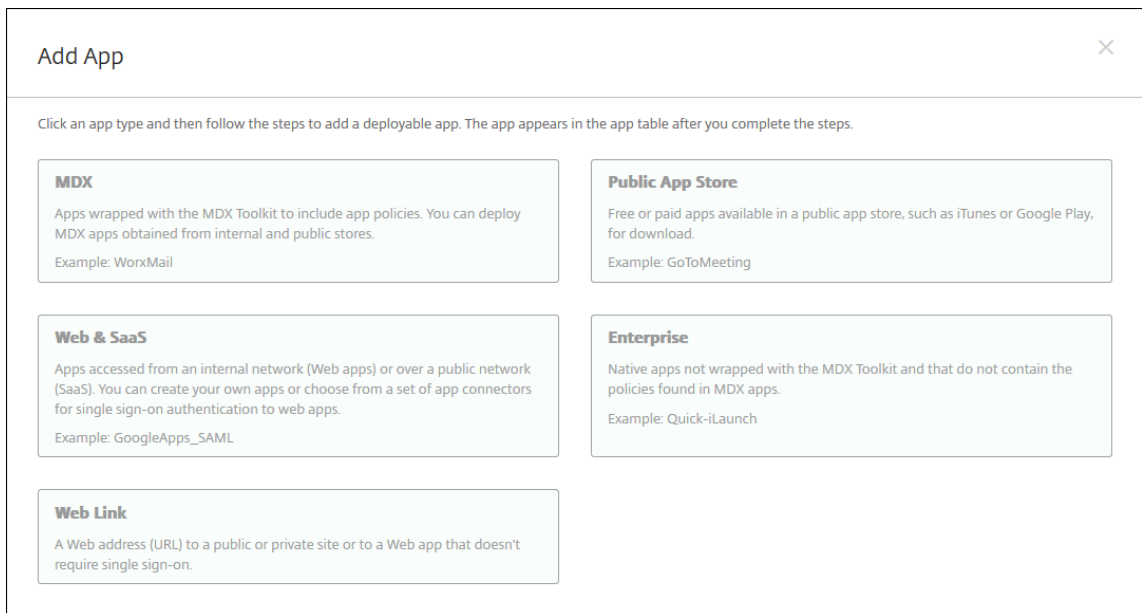 Add App
Click an app type and then follow the steps to add a deployable app. The app appears in the app table after you complete the steps.
MDX
Apps wrapped with the MDX Toolkit to include app policies. You can deploy
MDX apps obtained from internal and public stores.
Example: WorxMail
Public App Store
Free or paid apps available in a public app store, such as iTunes or Google Play,
for download.
Example: GoToMeeting
Web & SaaS
Apps accessed from an internal network (Web apps) or over a public network
(SaaS). You can create your own apps or choose from a set of app connectors
for single sign-on authentication to web apps.
Example: GoogleApps_SAML
Enterprise
Native apps not wrapped with the MDX Toolkit and that do not contain the
policies found in MDX apps.
Example: Quick-iLaunch
Web Link
A Web address (URL) to a public or private site or to a Web app that doesn't
require single sign-on.